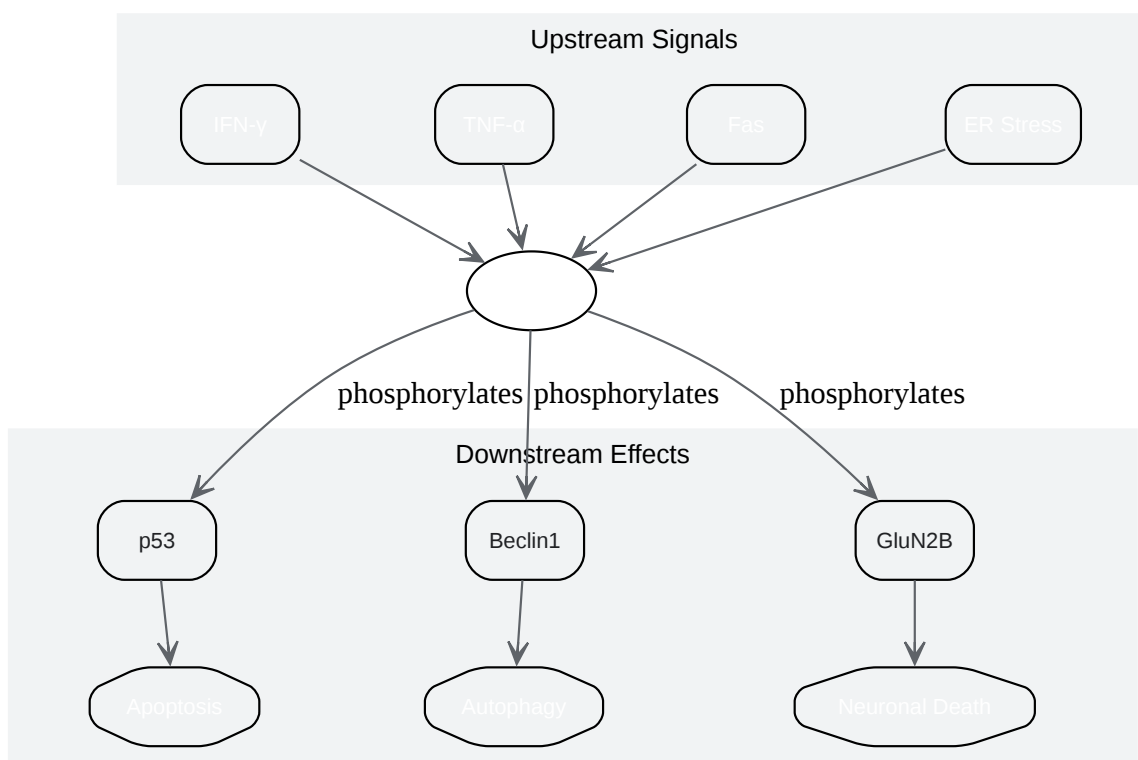 Upstream Signals
IFN-γ
TNF-α
Fas
ER Stress
phosphorylates
phosphorylates
phosphorylates
Downstream Effects
p53
Beclin1
GluN2B
Apoptosis
Autophagy
Neuronal Death